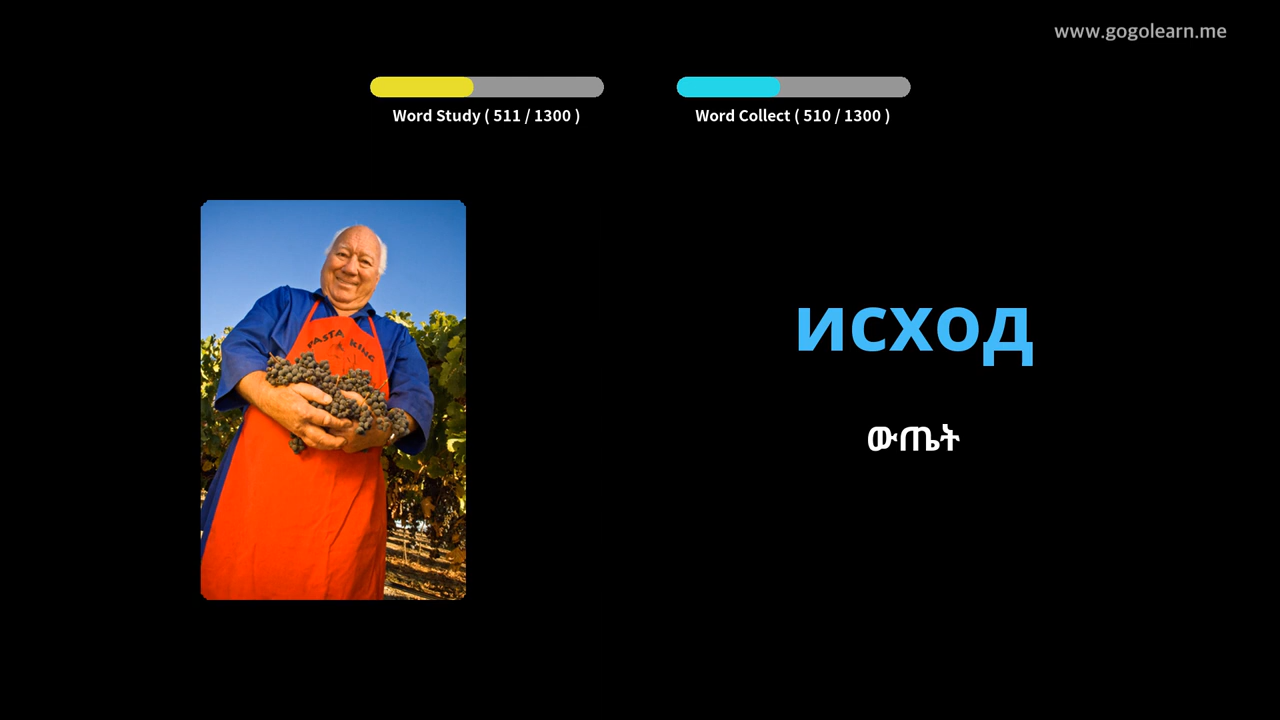 www.gogolearn.me
Word Study ( 511 / 1300 )
Word Collect ( 510 / 1300 )
PASTA KING
исход
ውጤት